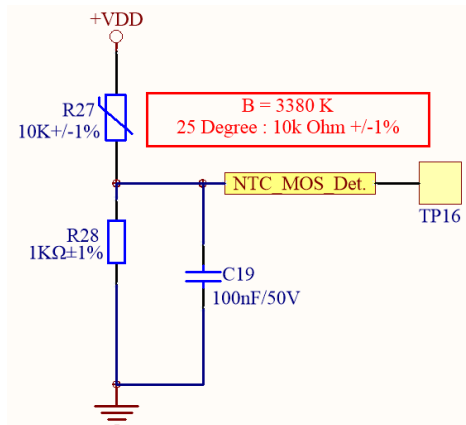 +VDD
R27
10K+/-1%
B = 3380 K
25 Degree : 10k Ohm +/-1%
NTC_MOS_Det.
TP16
R28
1KΩ±1%
C19
100nF/50V